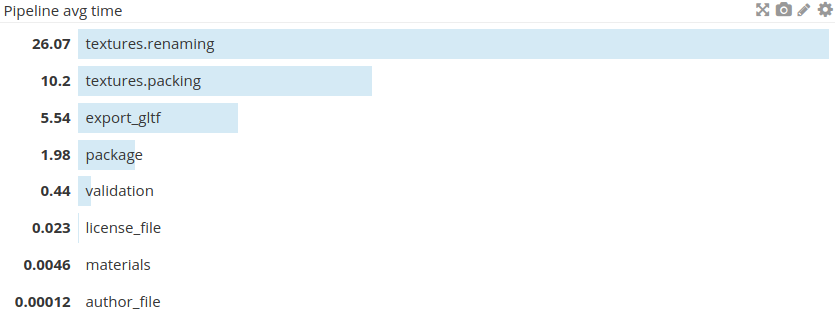 Pipeline avg time
26.07 textures.renaming
10.2 textures.packing
5.54 export_gltf
1.98 package
0.44 validation
0.023 license_file
0.0046 materials
0.00012 author_file